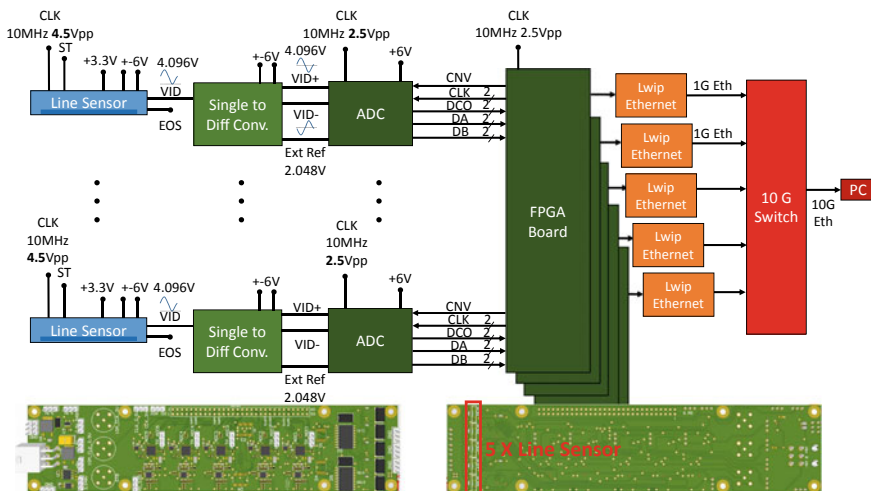 CLK
10MHz 4.5Vpp
ST
+3.3V
+-6V
4.096V
VID
Line Sensor
EOS
+-6V
Single to
Diff Conv.
4.096V
VID+
VID-
Ext Ref
2.048V
CLK
10MHz 2.5Vpp
+6V
ADC
CNV
CLK 2
DCO 2
DA 2
DB 2
CLK
10MHz 2.5Vpp
FPGA
Board
Lwip
Ethernet
1G Eth
Lwip
Ethernet
1G Eth
Lwip
Ethernet
Lwip
Ethernet
Lwip
Ethernet
10 G
Switch
10G
Eth
PC
CLK
10MHz
4.5Vpp
ST
+3.3V
+-6V
4.096V
VID
Line Sensor
EOS
+-6V
Single to
Diff Conv.
VID+
VID-
Ext Ref
2.048V
CLK
10MHz
2.5Vpp
+6V
ADC
CNV
CLK 2
DCO 2
DA 2
DB 2
5 X Line Sensor